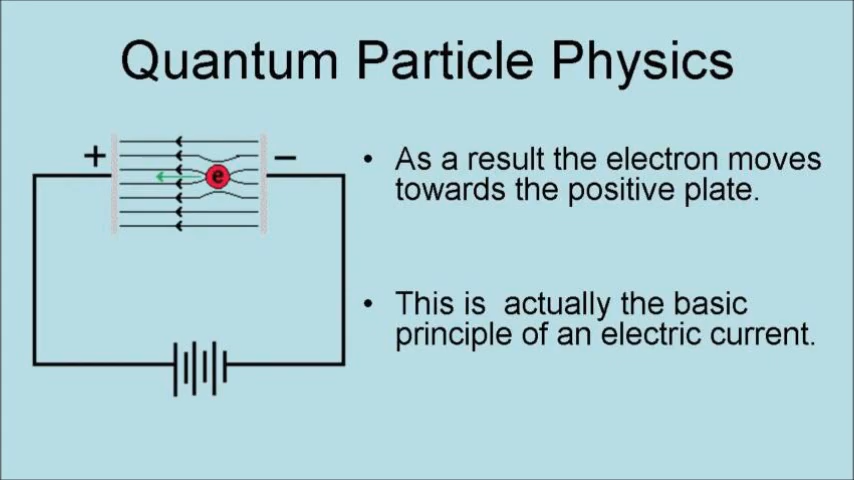 Quantum Particle Physics
+ −
e
• As a result the electron moves
towards the positive plate.
• This is  actually the basic
principle of an electric current.